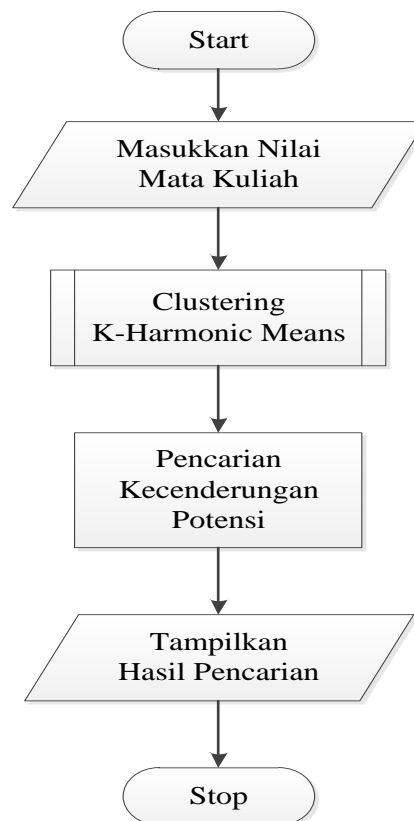 Start
Masukkan Nilai
Mata Kuliah
Clustering
K-Harmonic Means
Pencarian
Kecenderungan
Potensi
Tampilkan
Hasil Pencarian
Stop